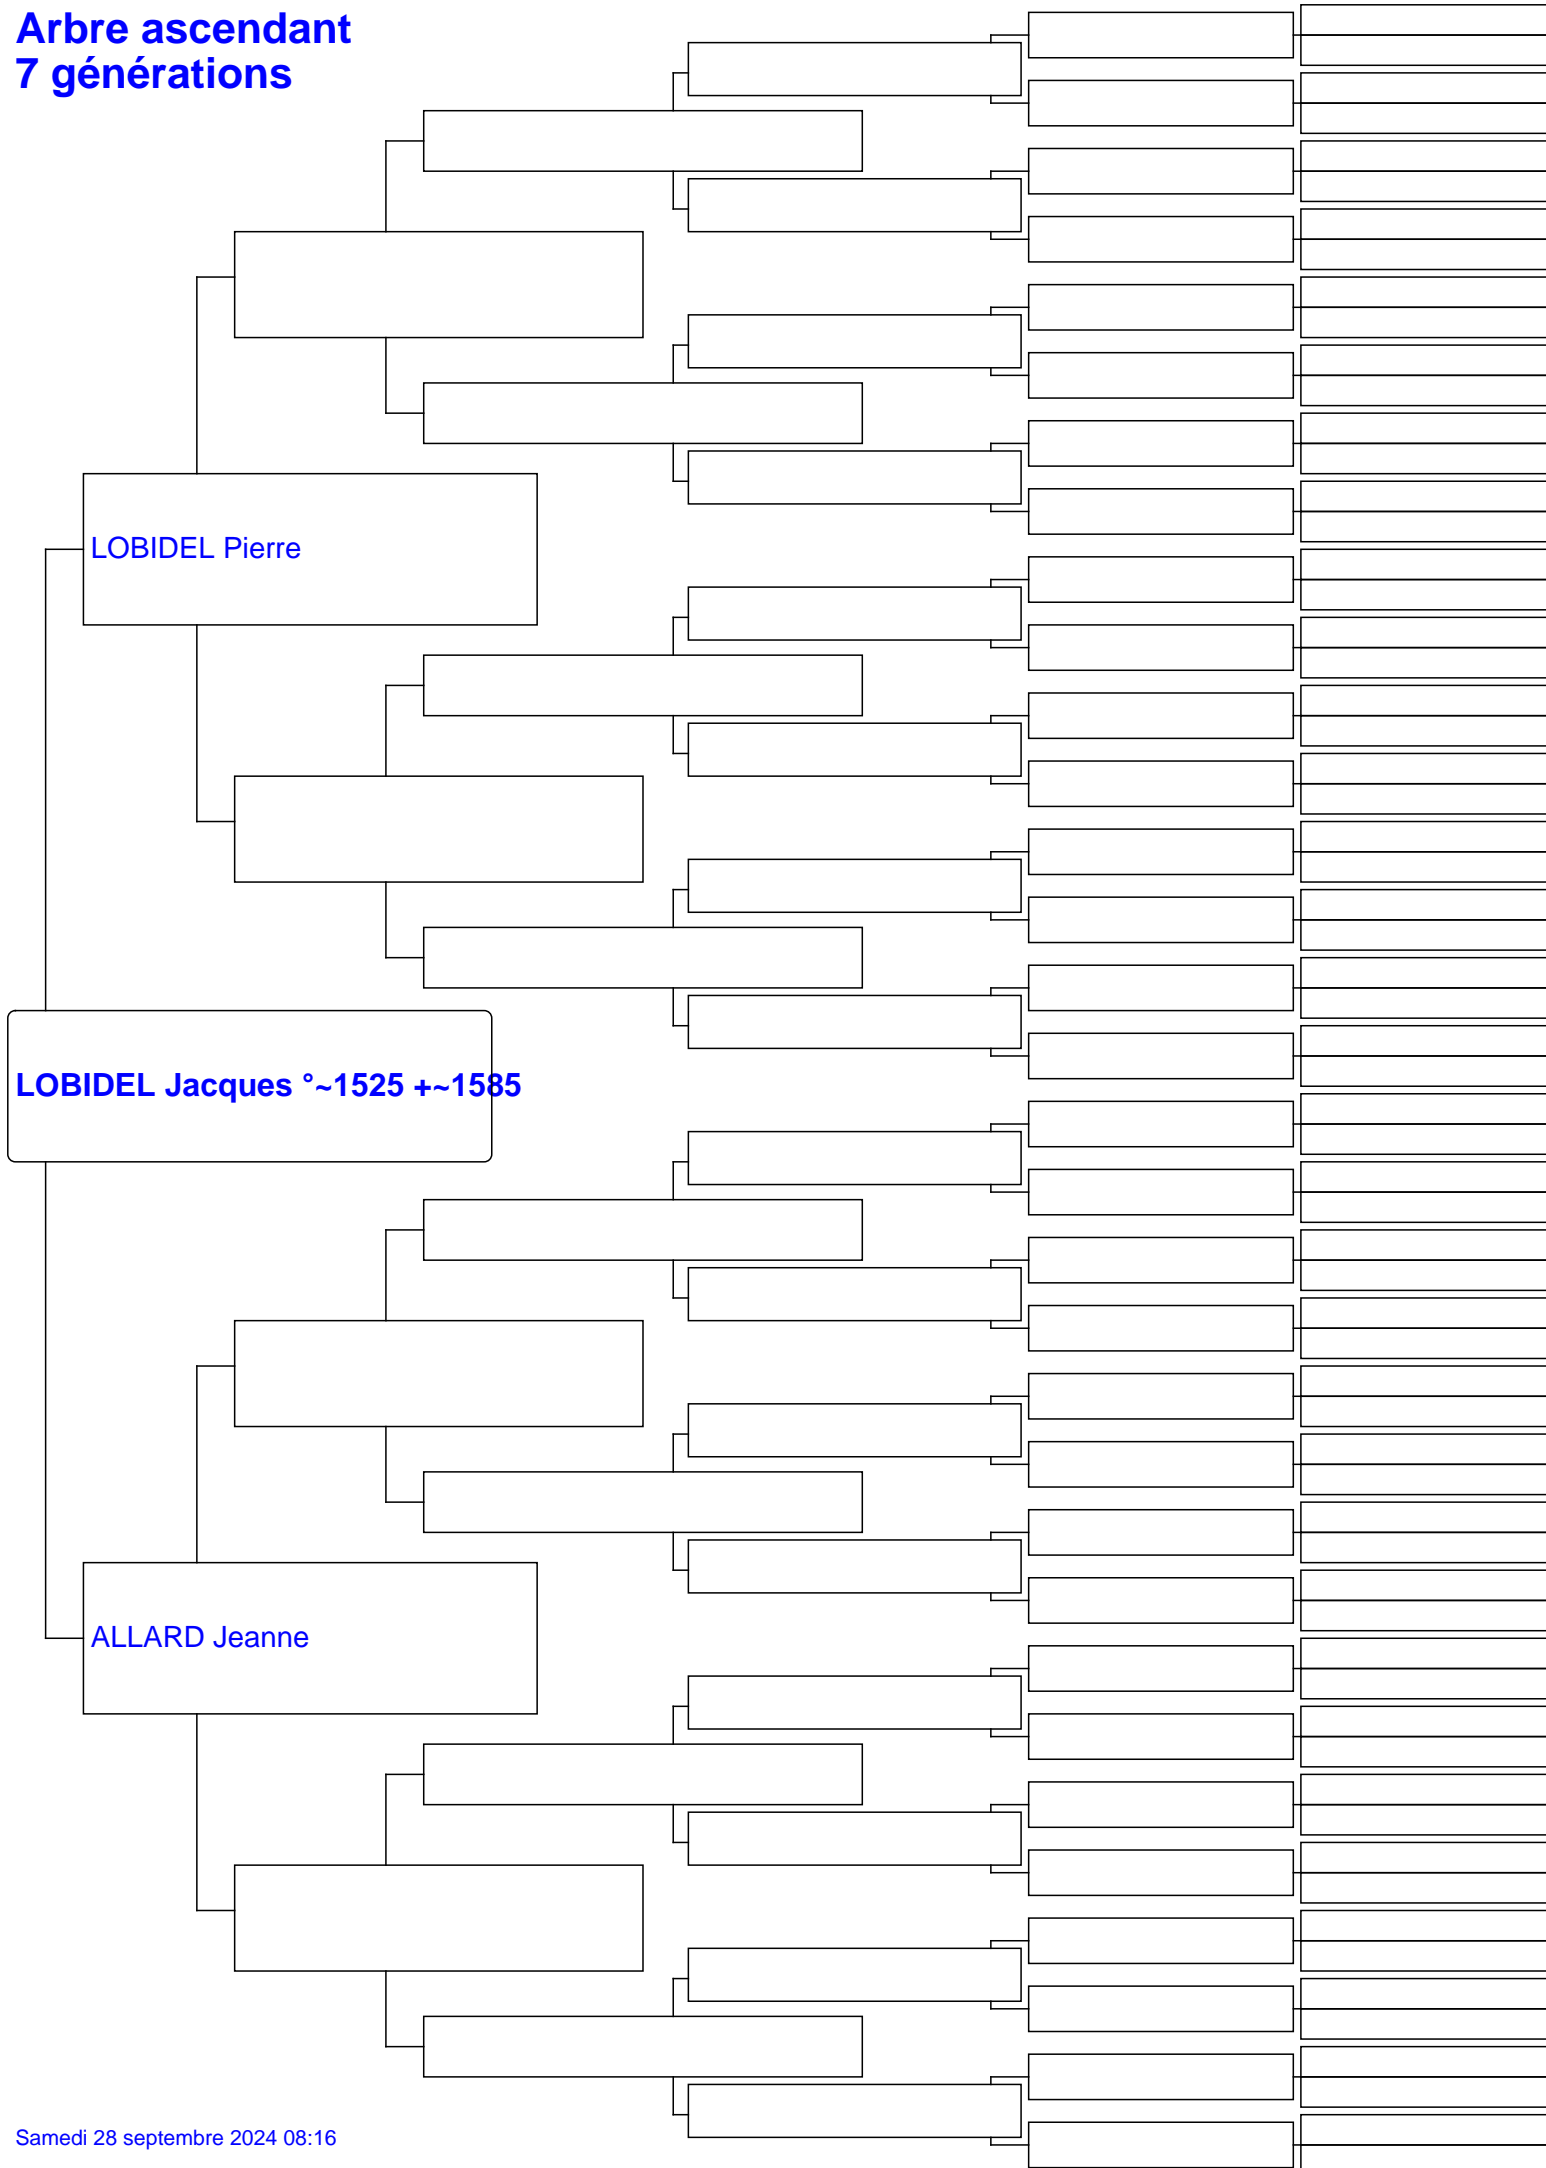 Arbre ascendant
7 générations
LOBIDEL Pierre
LOBIDEL Jacques °~1525 +~1585
ALLARD Jeanne
Samedi 28 septembre 2024 08:16